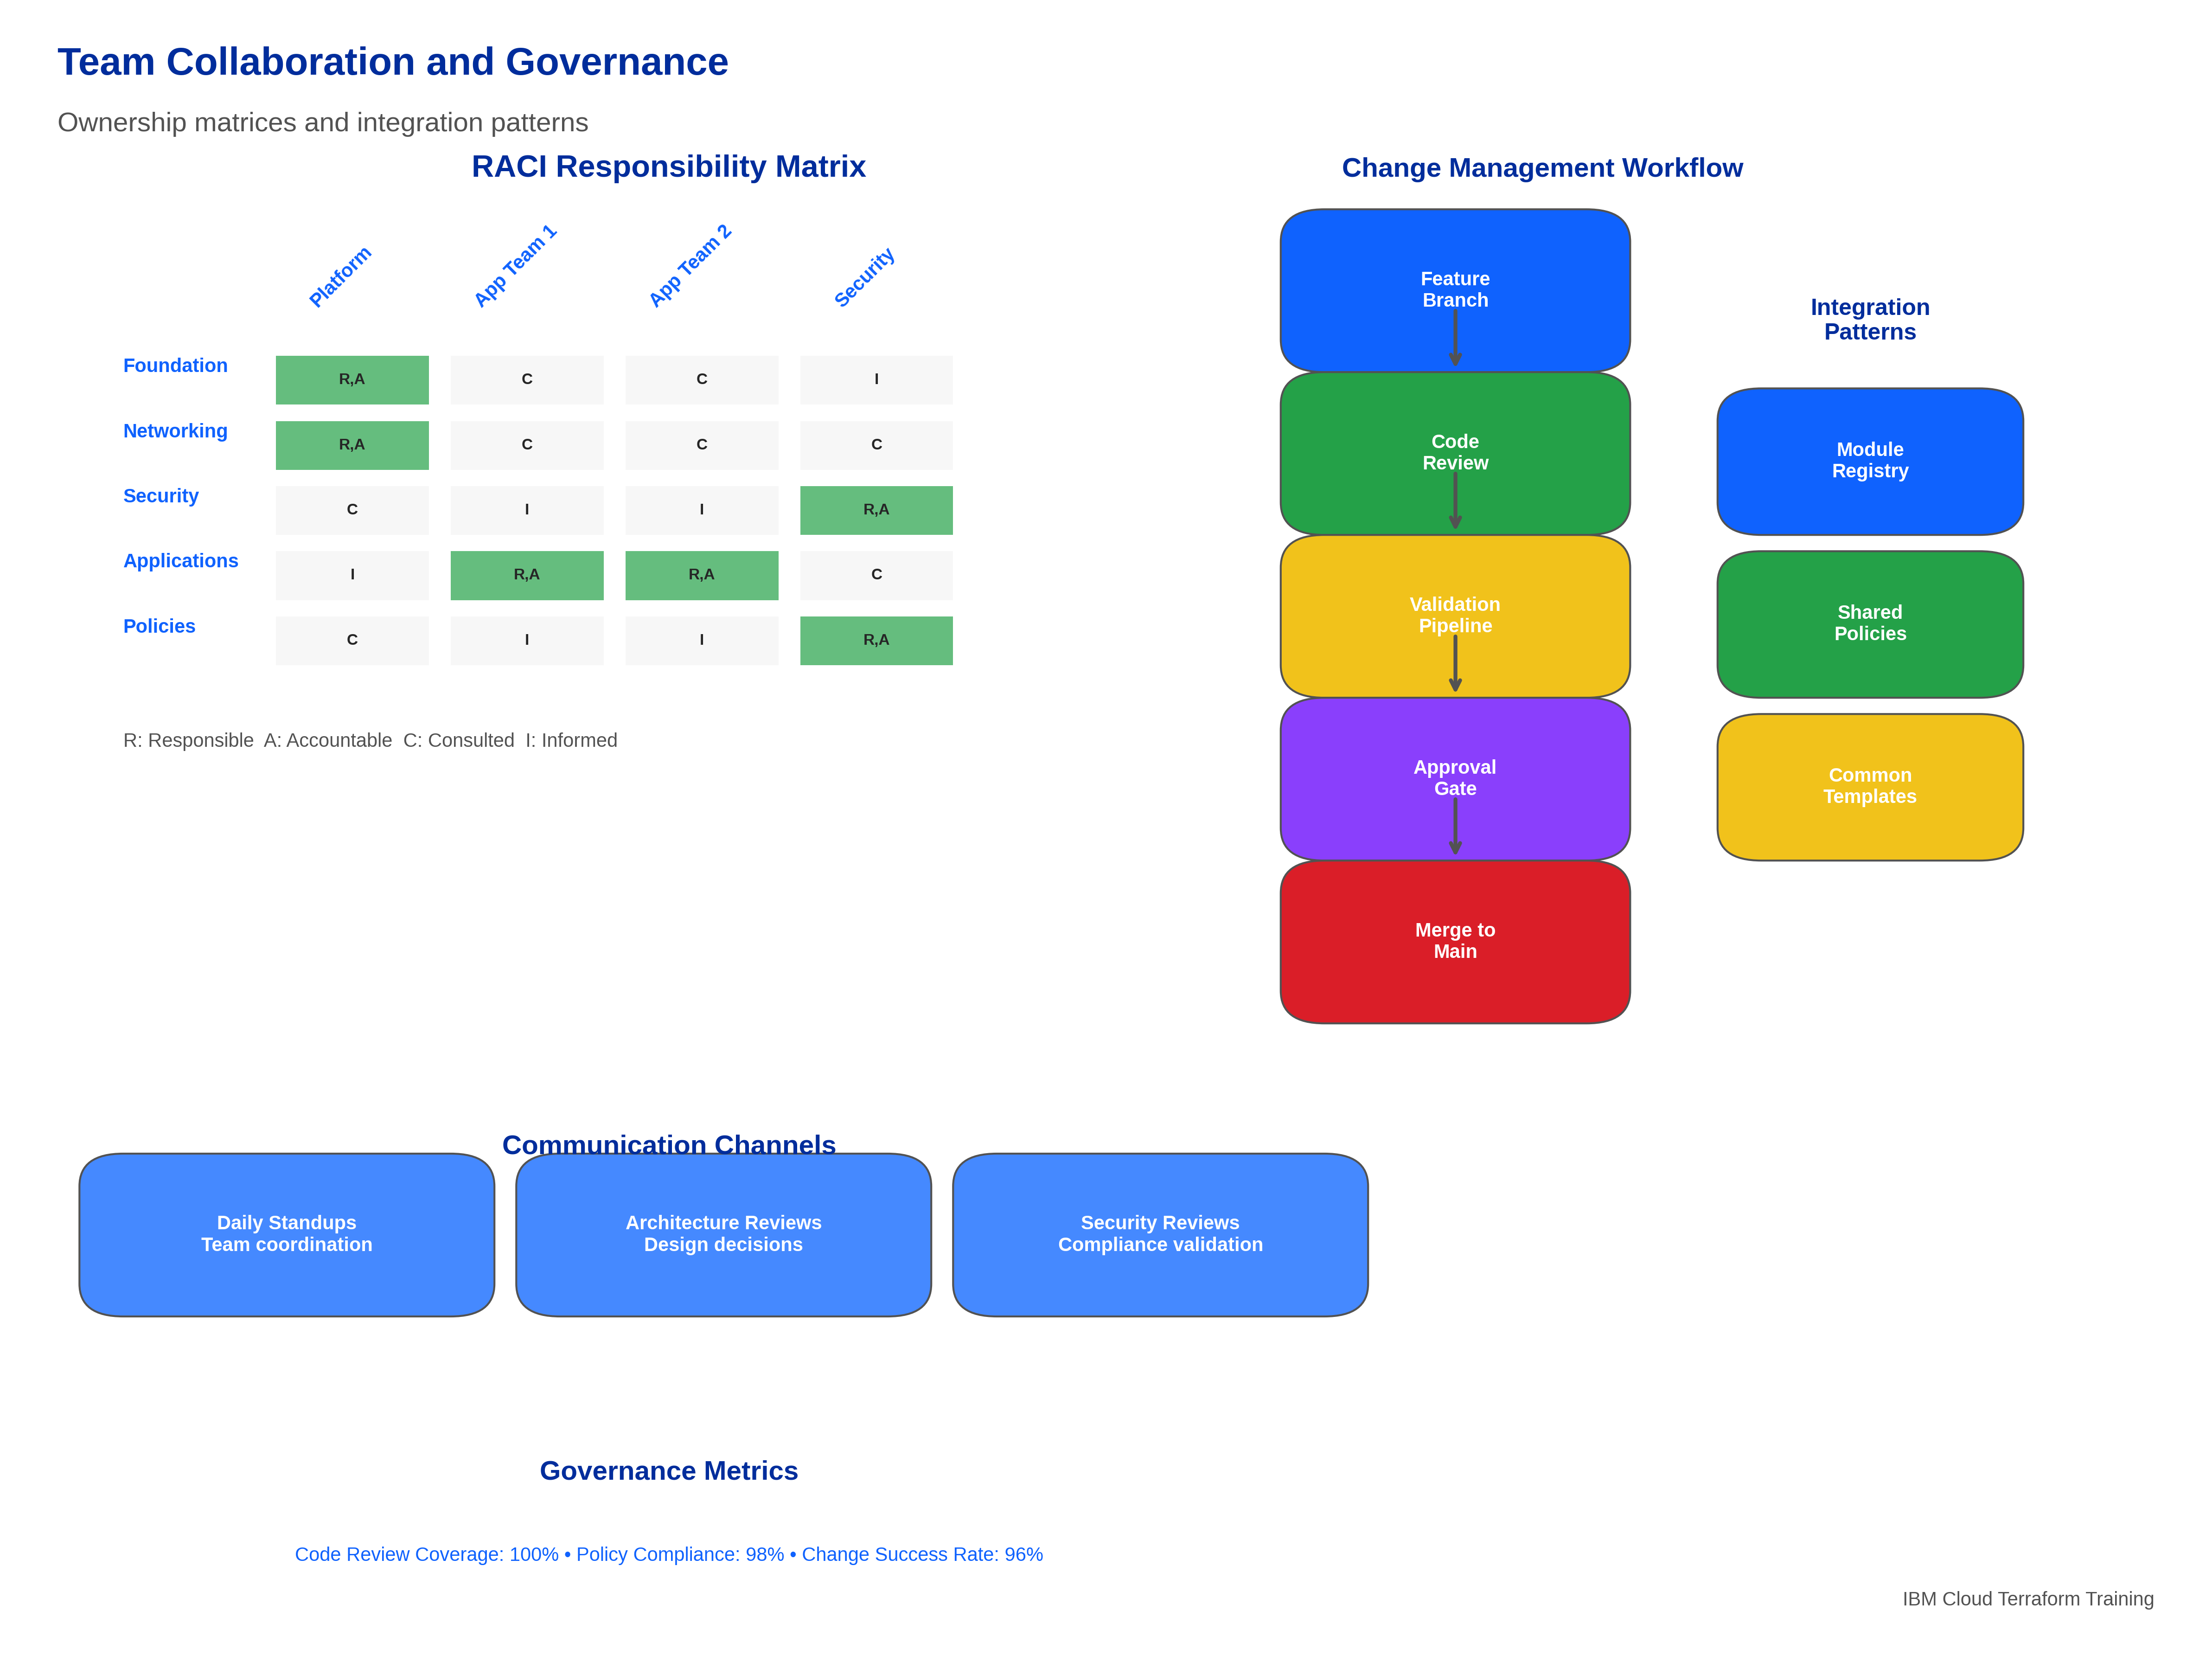 Team Collaboration and Governance
Ownership matrices and integration patterns
RACI Responsibility Matrix
Platform
App Team 1
App Team 2
Security
Foundation
R,A
C
C
I
Networking
R,A
C
C
C
Security
C
I
I
R,A
Applications
I
R,A
R,A
C
Policies
C
I
I
R,A
R: Responsible  A: Accountable  C: Consulted  I: Informed
Change Management Workflow
Feature
Branch
Code
Review
Validation
Pipeline
Approval
Gate
Merge to
Main
Integration
Patterns
Module
Registry
Shared
Policies
Common
Templates
Communication Channels
Daily Standups
Team coordination
Architecture Reviews
Design decisions
Security Reviews
Compliance validation
Governance Metrics
Code Review Coverage: 100% • Policy Compliance: 98% • Change Success Rate: 96%
IBM Cloud Terraform Training